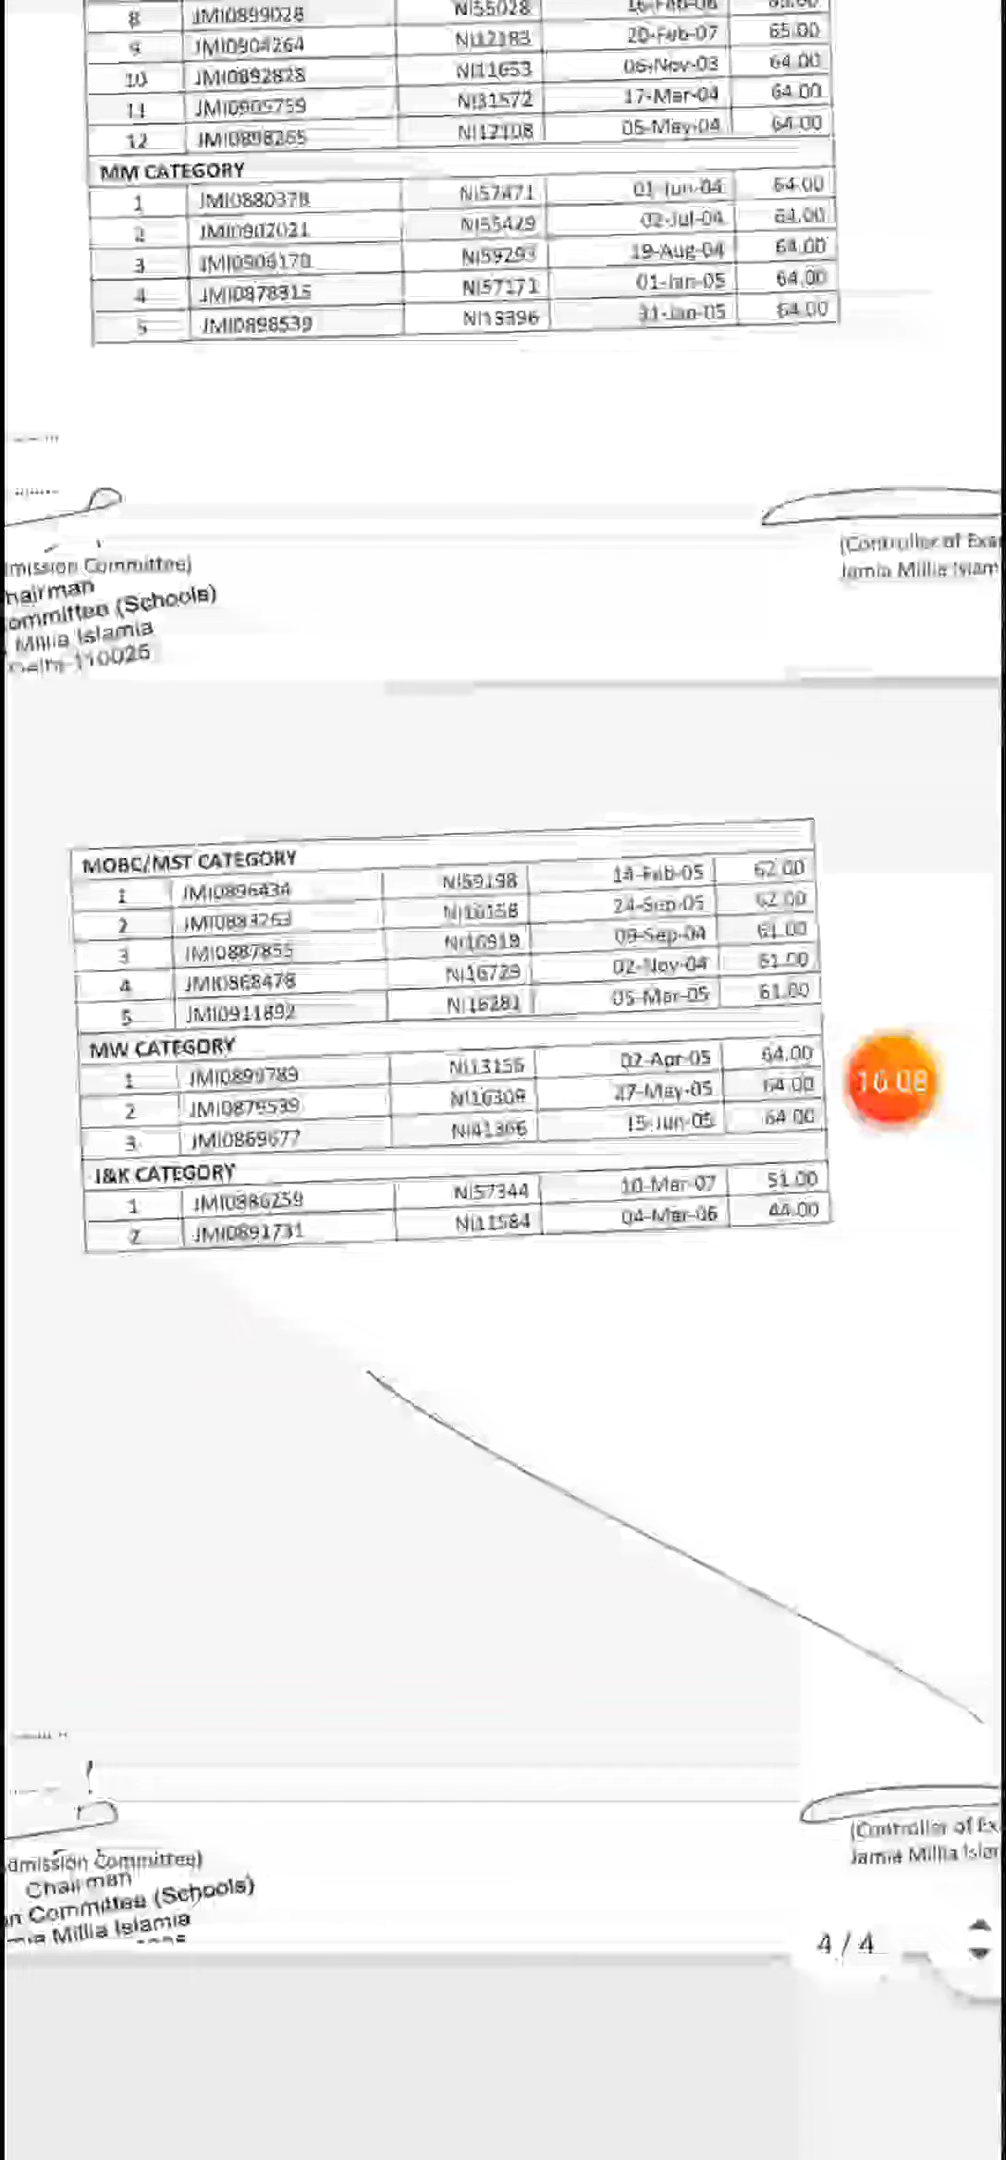 8 JMI0899028 NI55028
9 JMI0904264 NI12183 20-Feb-07 65.00
10 JMI0892828 NI11653 06-Nov-03 64.00
11 JMI0905759 NI31572 17-Mar-04 64.00
12 JMI0898265 NI12108 05-May-04 64.00
MM CATEGORY
1 JMI0880378 NI57471 01-Jun-04 64.00
2 JMI0902021 NI55429 02-Jul-04 64.00
3 JMI0906170 NI59293 19-Aug-04 64.00
4 JMI0878315 NI57171 01-Jan-05 64.00
5 JMI0898539 NI13396 31-Jan-05 64.00
mission Committee)
hairman
ommittee (Schools)
Millia Islamia
110025
(Controller of Exa
Jamia Millia Islam
MOBC/MST CATEGORY
1 JMI0896434 NI59198 14-Feb-05 62.00
2 JMI0883263 NI16158 24-Sep-05 62.00
3 JMI0887855 NI16918 09-Sep-04 61.00
4 JMI0868478 NI16729 02-Nov-04 61.00
5 JMI0911892 NI16281 05-Mar-05 61.00
MW CATEGORY
1 JMI0899789 NI13156 02-Apr-05 64.00
2 JMI0879539 NI16308 27-May-05 64.00
3 JMI0869677 NI41366 15-Jun-05 64.00
J&K CATEGORY
1 JMI0886259 NI57344 10-Mar-07 51.00
2 JMI0891731 NI11584 04-Mar-06 44.00
16:08
dmission Committee)
Chairman
n Committee (Schools)
Millia Islamia
(Controller of Ex
Jamia Millia Islam
4 / 4